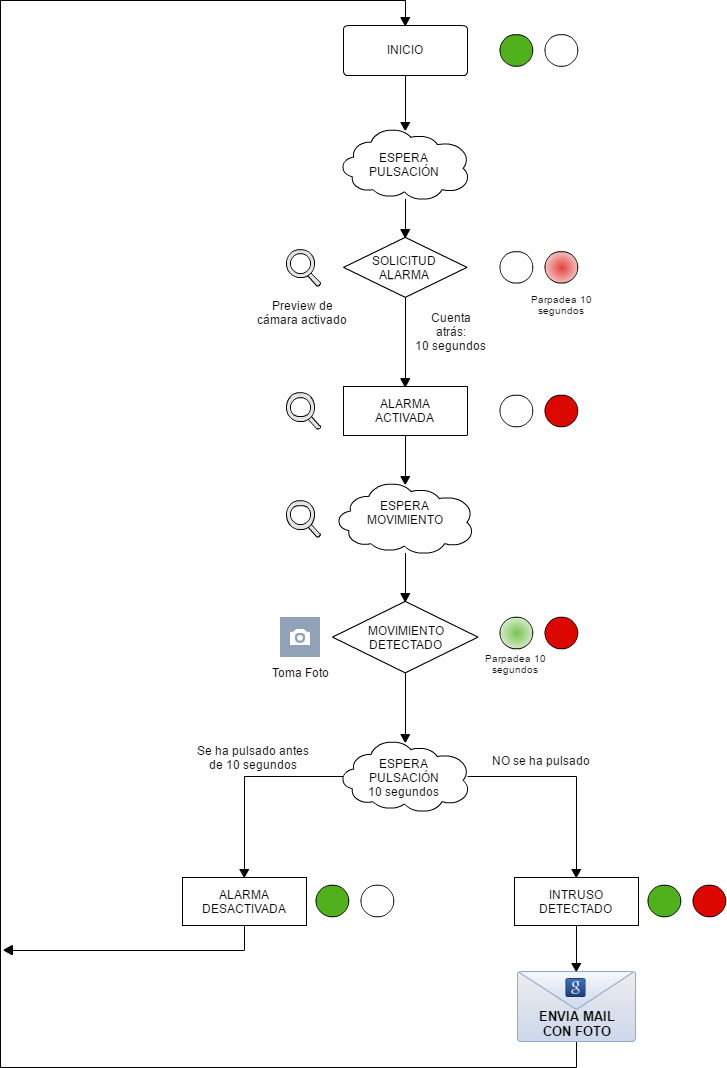 INICIO
ESPERA
PULSACIÓN
SOLICITUD
ALARMA
Preview de
cámara activado
Parpadea 10
segundos
Cuenta
atrás:
10 segundos
ALARMA
ACTIVADA
ESPERA
MOVIMIENTO
MOVIMIENTO
DETECTADO
Toma Foto
Parpadea 10
segundos
Se ha pulsado antes
de 10 segundos
ESPERA
PULSACIÓN
10 segundos
NO se ha pulsado
ALARMA
DESACTIVADA
INTRUSO
DETECTADO
g
ENVIA MAIL
CON FOTO